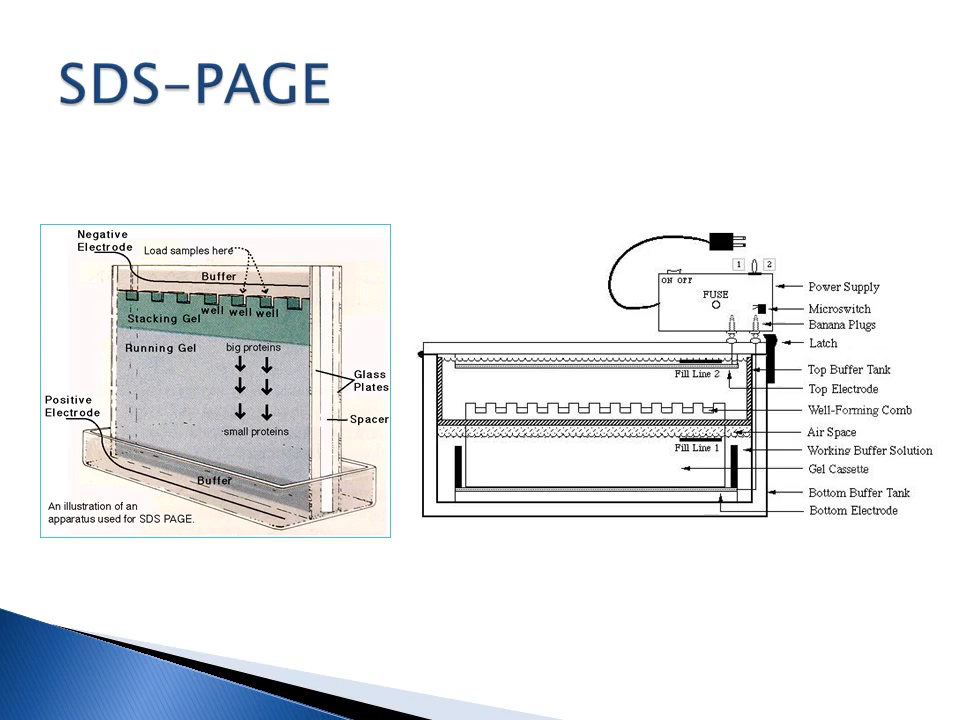 SDS-PAGE
Negative
Electrode
Load samples here
Buffer
well well well
Stacking Gel
Running Gel
big proteins
Glass
Plates
Positive
Electrode
Spacer
small proteins
Buffer
An illustration of an
apparatus used for SDS PAGE.
1 2
ON OFF
FUSE
Power Supply
Microswitch
Banana Plugs
Latch
Fill Line 2
Top Buffer Tank
Top Electrode
Well-Forming Comb
Air Space
Fill Line 1
Working Buffer Solution
Gel Cassette
Bottom Buffer Tank
Bottom Electrode